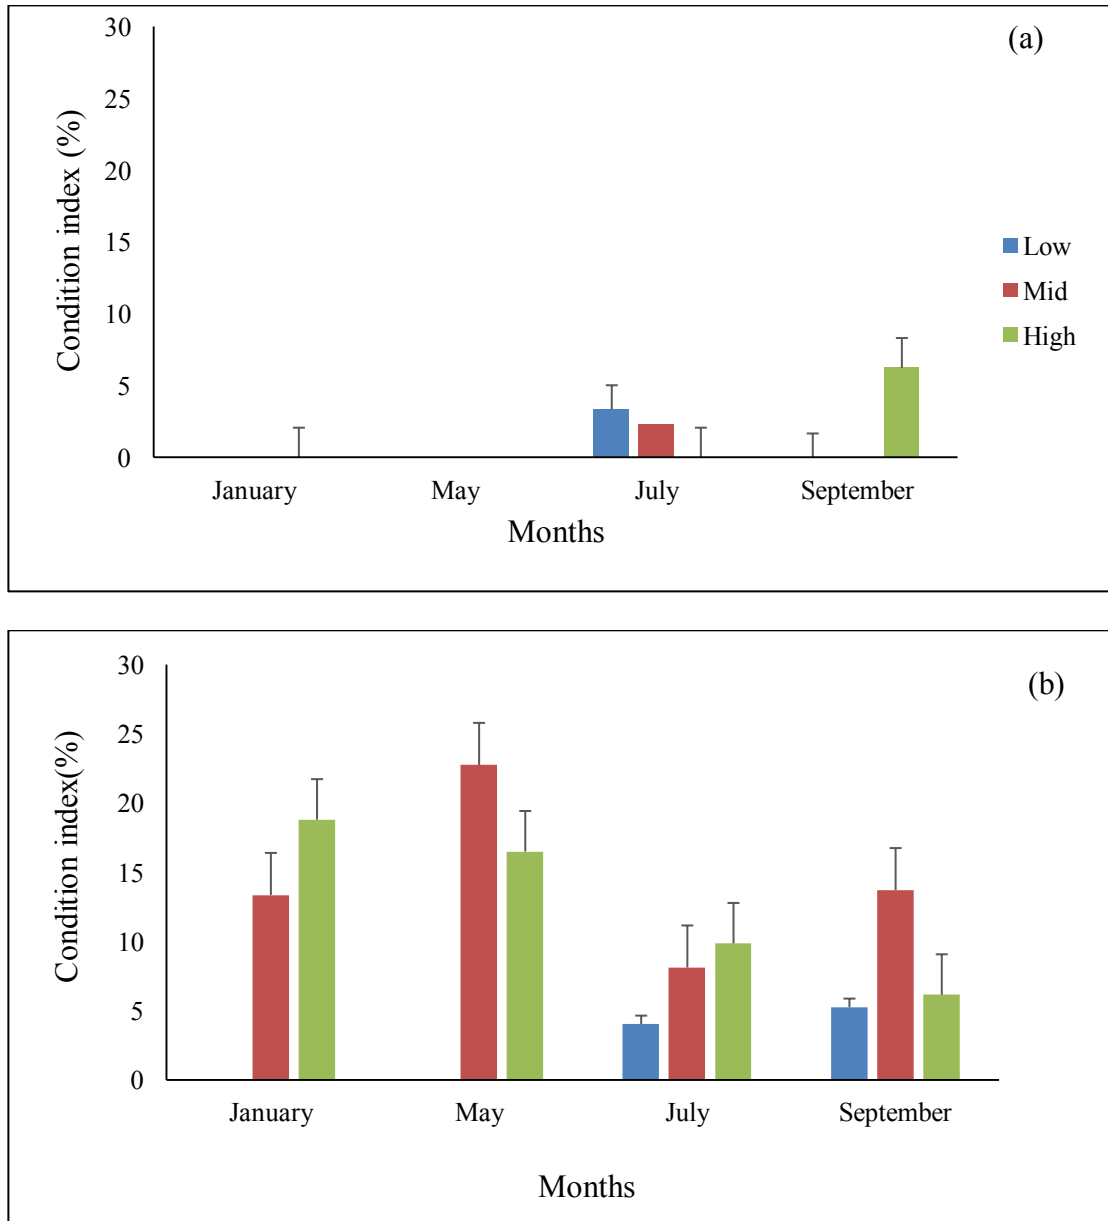 (a)
30
25
20
15
10
5
0
Condition index (%)
January May July September
Months
Low
Mid
High
(b)
30
25
20
15
10
5
0
Condition index(%)
January May July September
Months